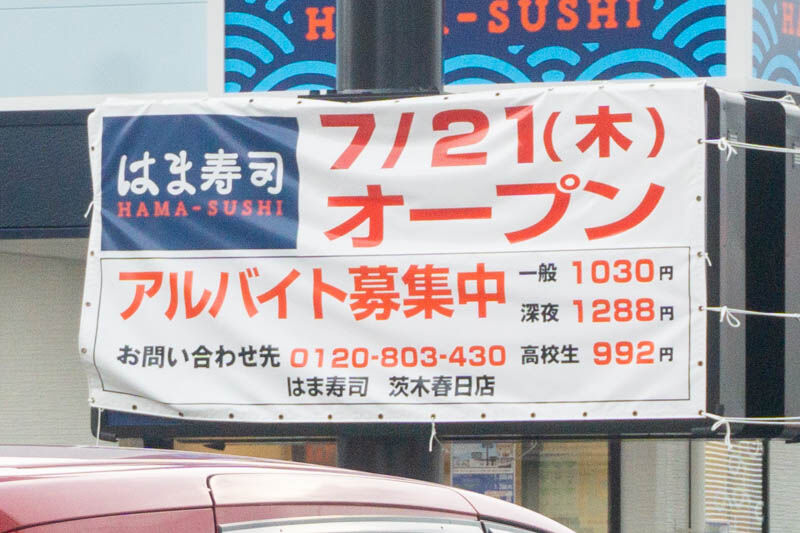 HAMA-SUSHI
はま寿司
HAMA-SUSHI
7/21(木)
オープン
アルバイト募集中
一般 1030円
深夜 1288円
高校生 992円
お問い合わせ先 0120-803-430
はま寿司 茨木春日店